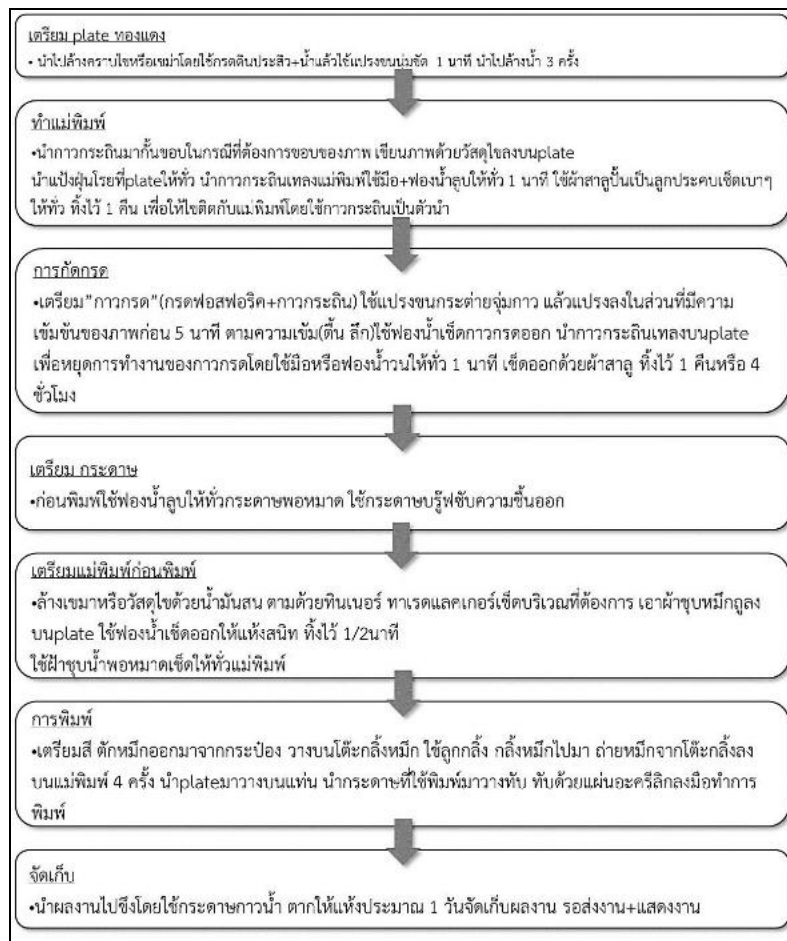 เตรียม plate ทองแดง
• นำไปล้างคราบไขหรือเขม่าโดยใช้กรดดินประสิว+น้ำแล้วใช้แปรงขนนุ่มขัด 1 นาที นำไปล้างน้ำ 3 ครั้ง
ทำแม่พิมพ์
•นำกาวกระถินมากั้นขอบในกรณีที่ต้องการขอบของภาพ เขียนภาพด้วยวัสดุไขลงบนplate
นำแป้งฝุ่นโรยที่plateให้ทั่ว นำกาวกระถินเทลงแม่พิมพ์ใช้มือ+ฟองน้ำลูบให้ทั่ว 1 นาที ใช้ผ้าสาลูปั้นเป็นลูกประคบเช็ดเบาๆ
ให้ทั่ว ทิ้งไว้ 1 คืน เพื่อให้ไขติดกับแม่พิมพ์โดยใช้กาวกระถินเป็นตัวนำ
การกัดกรด
•เตรียม"กาวกรด"(กรดฟอสฟอริค+กาวกระถิน) ใช้แปรงขนกระต่ายจุ่มกาว แล้วแปรงลงในส่วนที่มีความ
เข้มข้นของภาพก่อน 5 นาที ตามความเข้ม(ตื้น ลึก)ใช้ฟองน้ำเช็ดกาวกรดออก นำกาวกระถินเทลงบนplate
เพื่อหยุดการทำงานของกาวกรดโดยใช้มือหรือฟองน้ำวนให้ทั่ว 1 นาที เช็ดออกด้วยผ้าสาลู ทิ้งไว้ 1 คืนหรือ 4
ชั่วโมง
เตรียม กระดาษ
•ก่อนพิมพ์ใช้ฟองน้ำลูบให้ทั่วกระดาษพอหมาด ใช้กระดาษบรู๊ฟซับความชื้นออก
เตรียมแม่พิมพ์ก่อนพิมพ์
•ล้างเขมาหรือวัสดุไขด้วยน้ำมันสน ตามด้วยทินเนอร์ ทาเรดแลคเกอร์เช็ดบริเวณที่ต้องการ เอาผ้าชุบหมึกถูลง
บนplate ใช้ฟองน้ำเช็ดออกให้แห้งสนิท ทิ้งไว้ 1/2นาที
ใช้ฝ้าชุบน้ำพอหมาดเช็ดให้ทั่วแม่พิมพ์
การพิมพ์
•เตรียมสี ตักหมึกออกมาจากกระป๋อง วางบนโต๊ะกลิ้งหมึก ใช้ลูกกลิ้ง กลิ้งหมึกไปมา ถ่ายหมึกจากโต๊ะกลิ้งลง
บนแม่พิมพ์ 4 ครั้ง นำplateมาวางบนแท่น นำกระดาษที่ใช้พิมพ์มาวางทับ ทับด้วยแผ่นอะครีลิกลงมือทำการ
พิมพ์
จัดเก็บ
•นำผลงานไปขึงโดยใช้กระดาษกาวน้ำ ตากให้แห้งประมาณ 1 วันจัดเก็บผลงาน รอส่งงาน+แสดงงาน